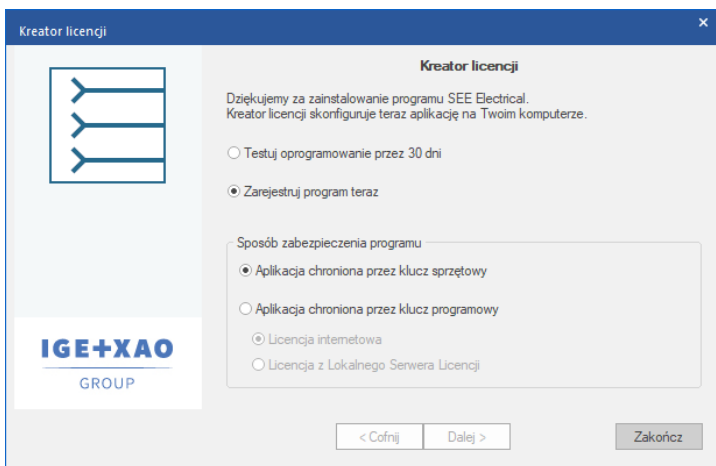 Kreator licencji
Kreator licencji
Dziękujemy za zainstalowanie programu SEE Electrical.
Kreator licencji skonfiguruje teraz aplikację na Twoim komputerze.
Testuj oprogramowanie przez 30 dni
Zarejestruj program teraz
Sposób zabezpieczenia programu
Aplikacja chroniona przez klucz sprzętowy
Aplikacja chroniona przez klucz programowy
Licencja internetowa
Licencja z Lokalnego Serwera Licencji
IGE+XAO
GROUP
< Cofnij
Dalej >
Zakończ